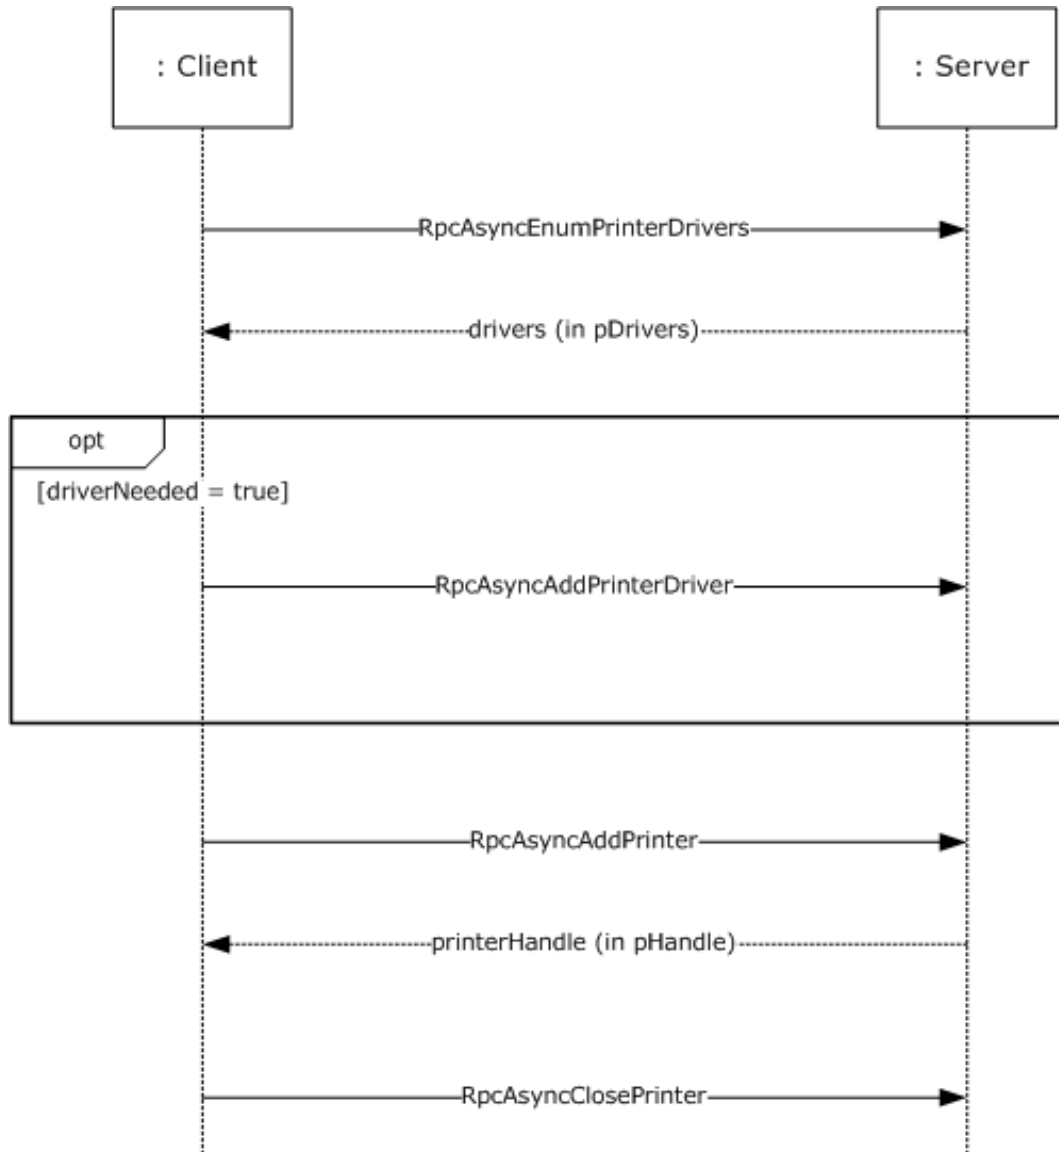 : Client
: Server
RpcAsyncEnumPrinterDrivers
drivers (in pDrivers)
opt
[driverNeeded = true]
RpcAsyncAddPrinterDriver
RpcAsyncAddPrinter
printerHandle (in pHandle)
RpcAsyncClosePrinter